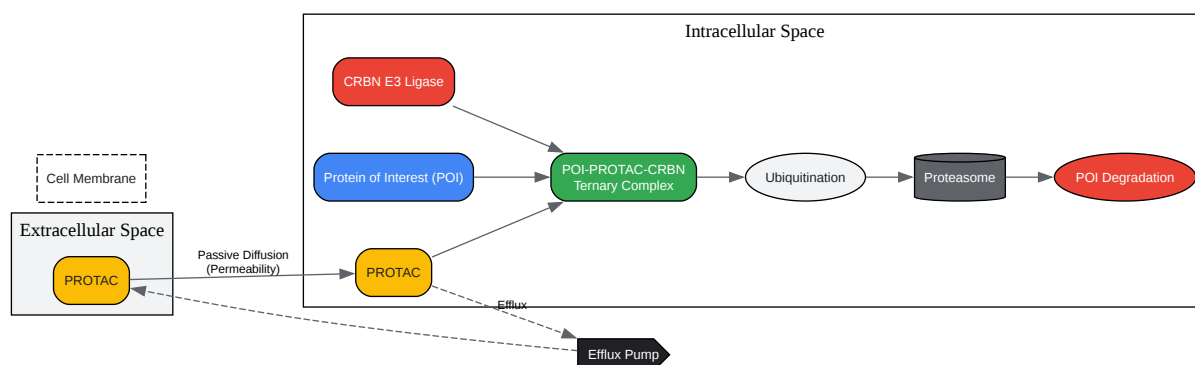 Intracellular Space
CRBN E3 Ligase
Cell Membrane
Protein of Interest (POI)
POI-PROTAC-CRBN
Ternary Complex
Ubiquitination
Proteasome
POI Degradation
Extracellular Space
PROTAC
Passive Diffusion
(Permeability)
PROTAC
Efflux
Efflux Pump